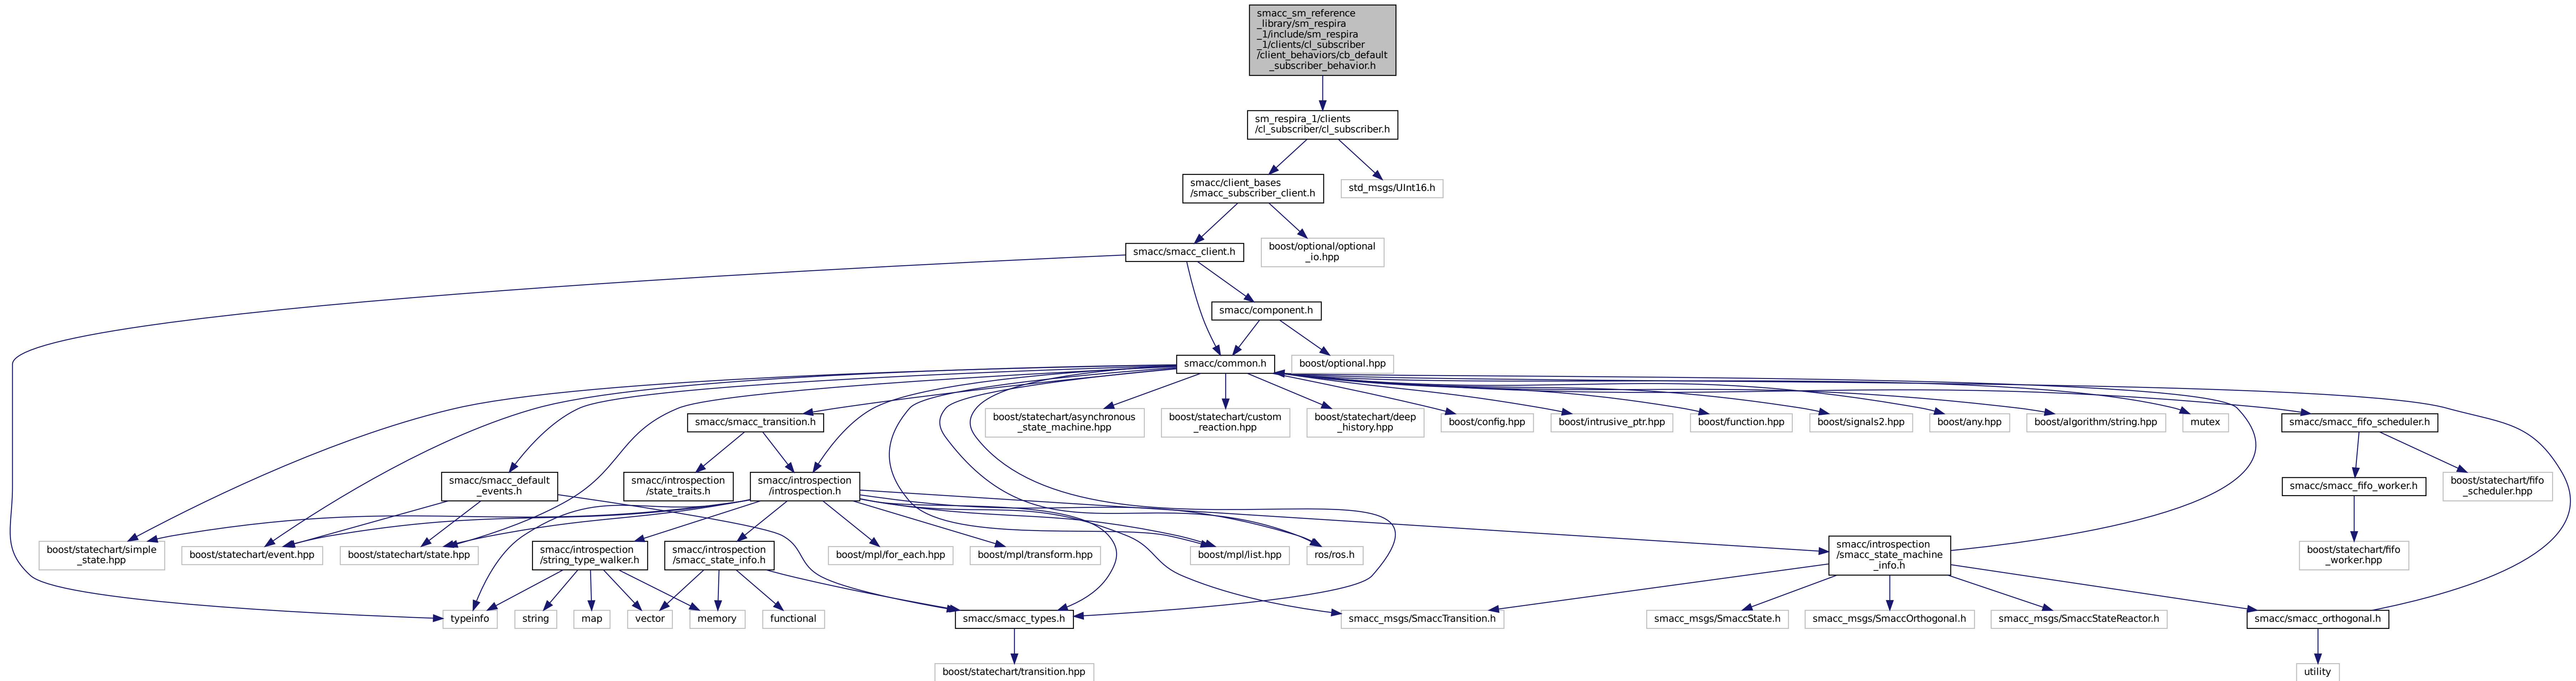 smacc_sm_reference
_library/sm_respira
_1/include/sm_respira
_1/clients/cl_subscriber
/client_behaviors/cb_default
_subscriber_behavior.h
sm_respira_1/clients
/cl_subscriber/cl_subscriber.h
smacc/client_bases
/smacc_subscriber_client.h
std_msgs/UInt16.h
smacc/smacc_client.h
boost/optional/optional
_io.hpp
smacc/component.h
smacc/common.h
boost/optional.hpp
smacc/smacc_transition.h
boost/statechart/asynchronous
_state_machine.hpp
boost/statechart/custom
_reaction.hpp
boost/statechart/deep
_history.hpp
boost/config.hpp
boost/intrusive_ptr.hpp
boost/function.hpp
boost/signals2.hpp
boost/any.hpp
boost/algorithm/string.hpp
mutex
smacc/smacc_fifo_scheduler.h
smacc/smacc_default
_events.h
smacc/introspection
/state_traits.h
smacc/introspection
/introspection.h
smacc/smacc_fifo_worker.h
boost/statechart/fifo
_scheduler.hpp
boost/statechart/simple
_state.hpp
boost/statechart/event.hpp
boost/statechart/state.hpp
smacc/introspection
/string_type_walker.h
smacc/introspection
/smacc_state_info.h
boost/mpl/for_each.hpp
boost/mpl/transform.hpp
boost/mpl/list.hpp
ros/ros.h
smacc/introspection
/smacc_state_machine
_info.h
boost/statechart/fifo
_worker.hpp
typeinfo
string
map
vector
memory
functional
smacc/smacc_types.h
smacc_msgs/SmaccTransition.h
smacc_msgs/SmaccState.h
smacc_msgs/SmaccOrthogonal.h
smacc_msgs/SmaccStateReactor.h
smacc/smacc_orthogonal.h
boost/statechart/transition.hpp
utility